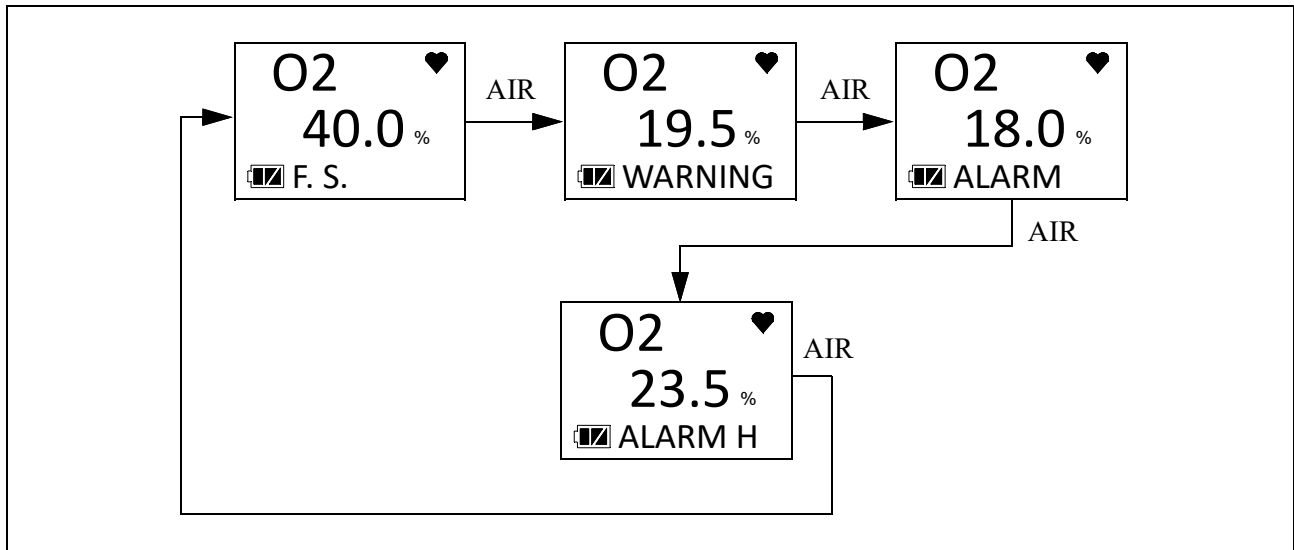 O2
40.0 %
F. S.
AIR
O2
19.5 %
WARNING
AIR
O2
18.0 %
ALARM
AIR
O2
23.5 %
ALARM H
AIR